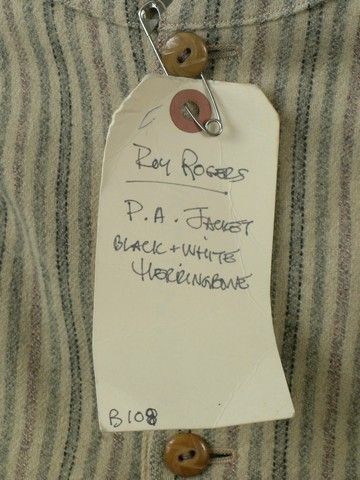 Roy Rogers
P.A. Jacket
Black + White
Herringbone
B108